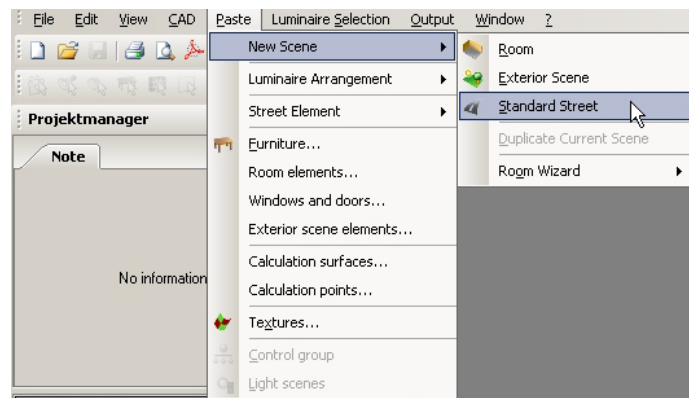 File Edit View CAD Paste Luminaire Selection Output Window ?
New Scene
Room
Luminaire Arrangement
Exterior Scene
Street Element
Standard Street
Projektmanager
Furniture...
Duplicate Current Scene
Note
Room elements...
Room Wizard
Windows and doors...
Exterior scene elements...
No information
Calculation surfaces...
Calculation points...
Textures...
Control group
Light scenes